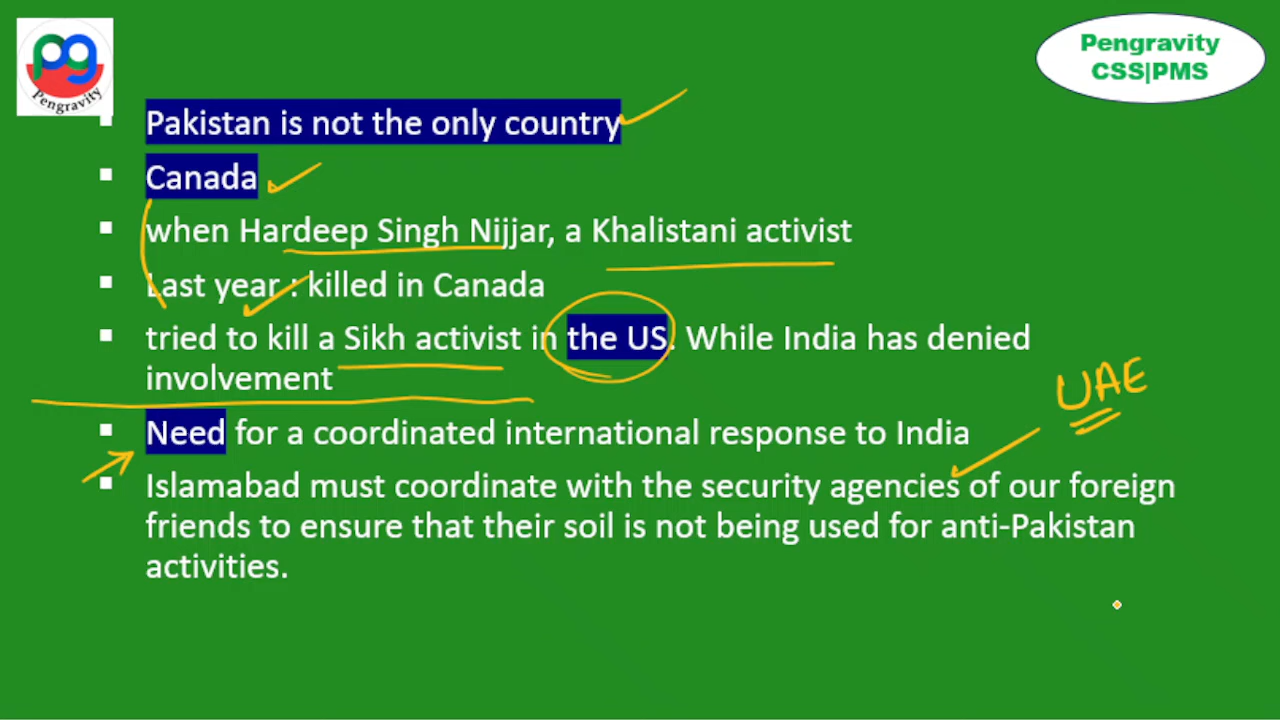 pg
Pengravity
Pengravity
CSS|PMS
Pakistan is not the only country
Canada
when Hardeep Singh Nijjar, a Khalistani activist
Last year : killed in Canada
tried to kill a Sikh activist in the US. While India has denied
involvement
UAE
Need for a coordinated international response to India
Islamabad must coordinate with the security agencies of our foreign
friends to ensure that their soil is not being used for anti-Pakistan
activities.